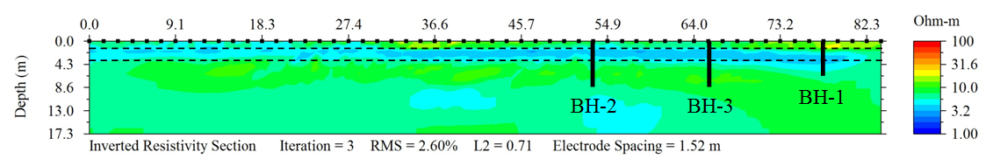 0.0 9.1 18.3 27.4 36.6 45.7 54.9 64.0 73.2 82.3 Ohm-m
0.0 100
4.3 31.6
8.6 10.0
13.0 3.2
17.3 1.00
Depth (m)
BH-2 BH-3 BH-1
Inverted Resistivity Section Iteration = 3 RMS = 2.60% L2 = 0.71 Electrode Spacing = 1.52 m